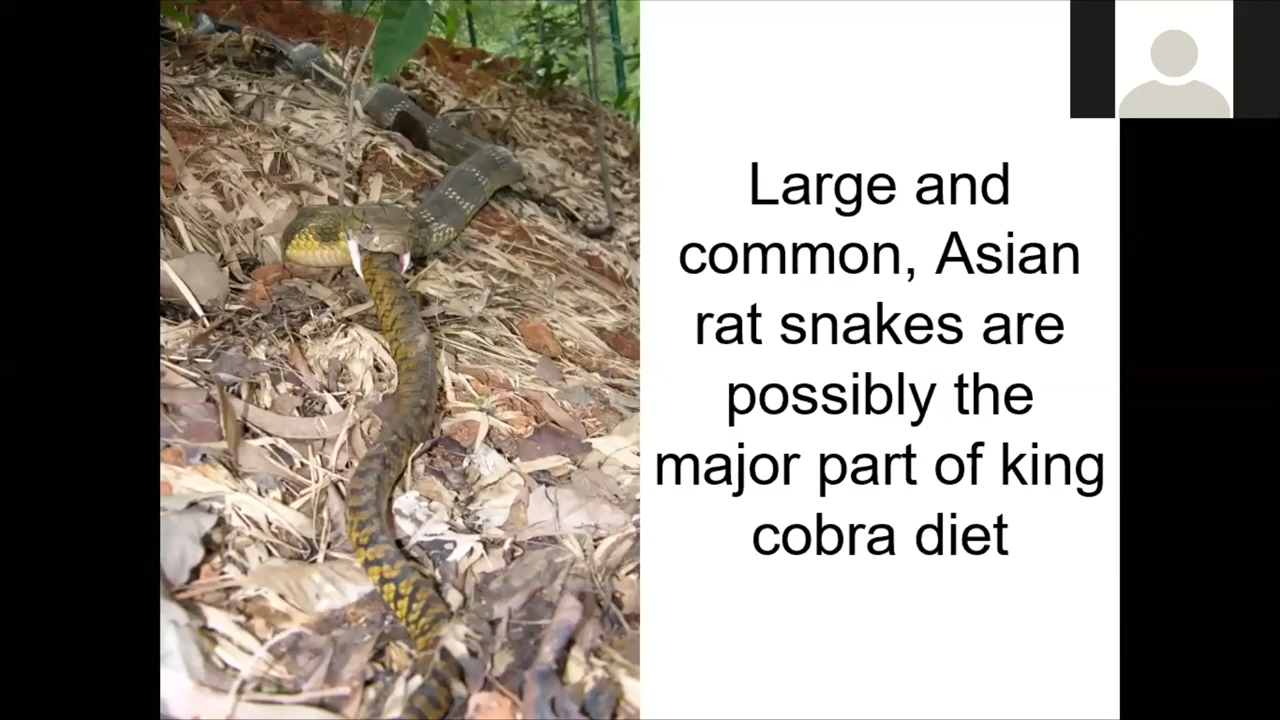 Large and
common, Asian
rat snakes are
possibly the
major part of king
cobra diet